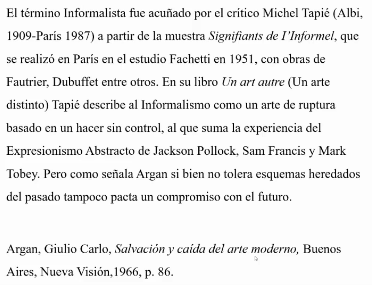 El término Informalista fue acuñado por el crítico Michel Tapié (Albi,
1909-París 1987) a partir de la muestra Signifiants de I'Informel, que
se realizó en París en el estudio Fachetti en 1951, con obras de
Fautrier, Dubuffet entre otros. En su libro Un art autre (Un arte
distinto) Tapié describe al Informalismo como un arte de ruptura
basado en un hacer sin control, al que suma la experiencia del
Expresionismo Abstracto de Jackson Pollock, Sam Francis y Mark
Tobey. Pero como señala Argan si bien no tolera esquemas heredados
del pasado tampoco pacta un compromiso con el futuro.
Argan, Giulio Carlo, Salvación y caída del arte moderno, Buenos
Aires, Nueva Visión,1966, p. 86.